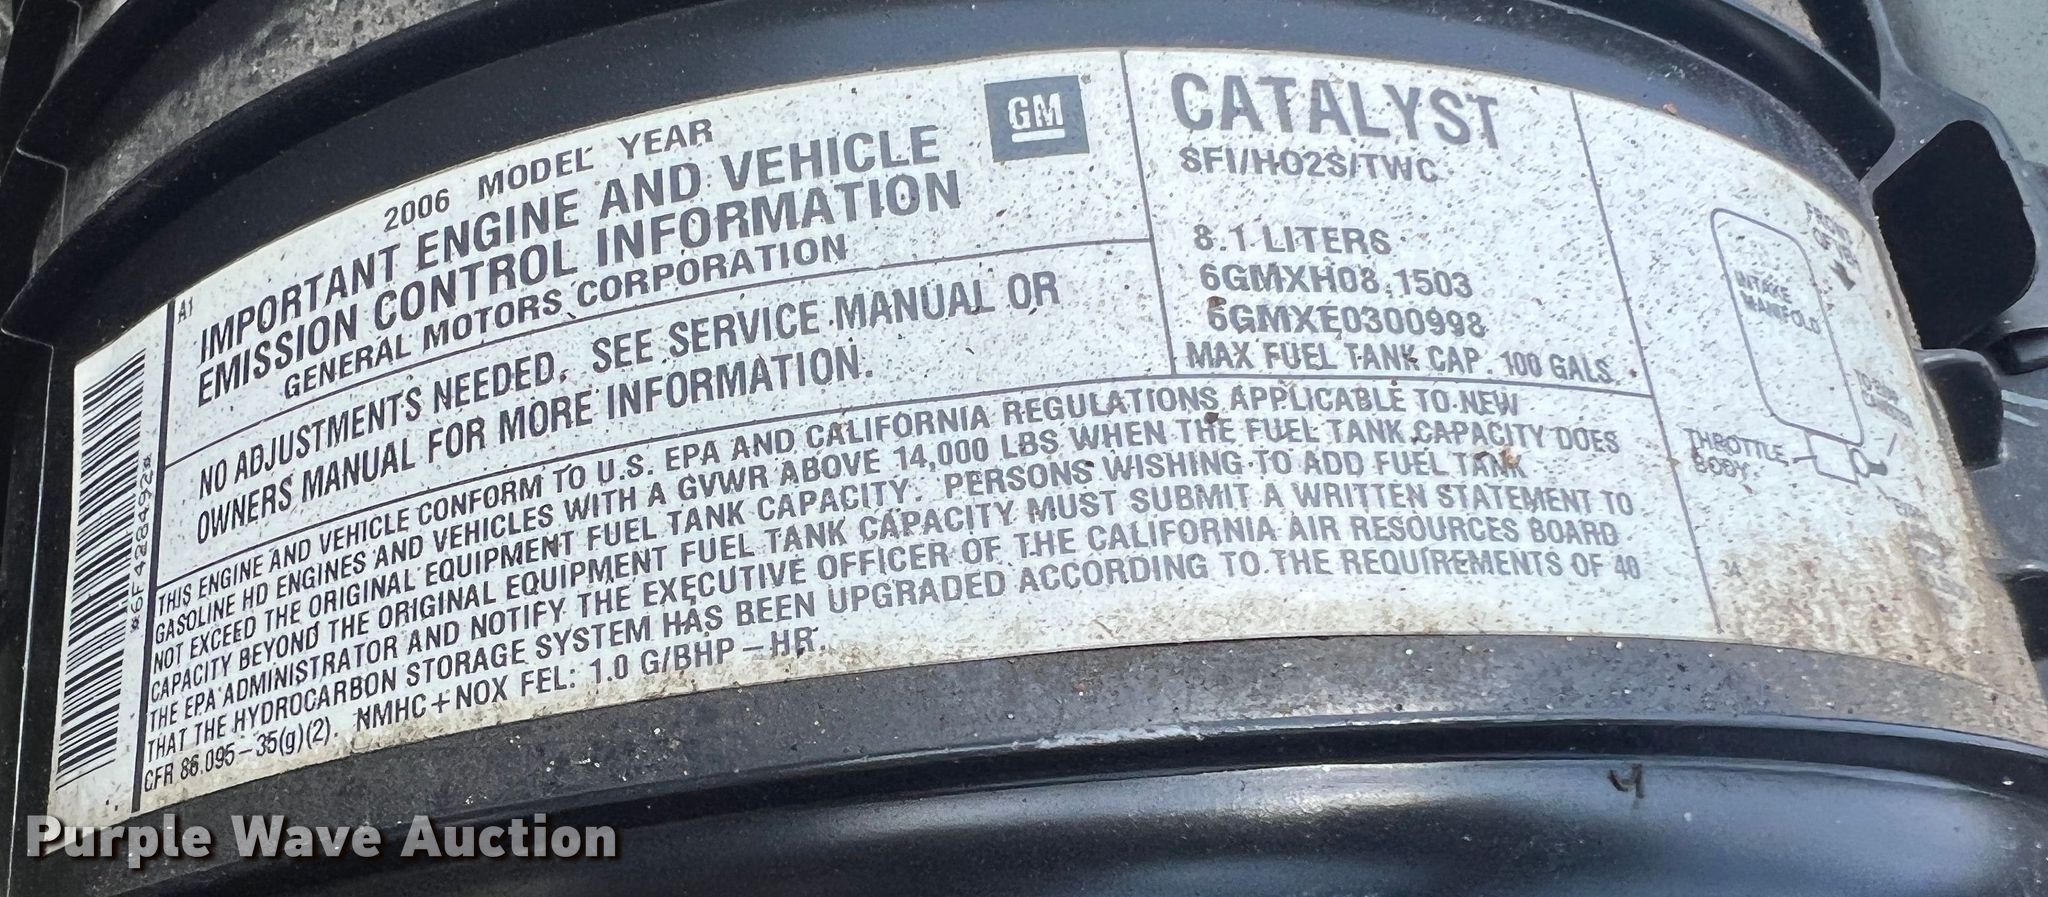 2006 MODEL YEAR
IMPORTANT ENGINE AND VEHICLE
EMISSION CONTROL INFORMATION
GENERAL MOTORS CORPORATION
GM
NO ADJUSTMENTS NEEDED. SEE SERVICE MANUAL OR
OWNERS MANUAL FOR MORE INFORMATION.
CATALYST
SFI/HO2S/TWC
8.1 LITERS
6GMXH08.1503
6GMXE0300998
MAX FUEL TANK CAP. 100 GALS.
THIS ENGINE AND VEHICLE CONFORM TO U.S. EPA AND CALIFORNIA REGULATIONS APPLICABLE TO NEW
GASOLINE HD ENGINES AND VEHICLES WITH A GVWR ABOVE 14,000 LBS WHEN THE FUEL TANK CAPACITY DOES
NOT EXCEED THE ORIGINAL EQUIPMENT FUEL TANK CAPACITY. PERSONS WISHING TO ADD FUEL TANK
CAPACITY BEYOND THE ORIGINAL EQUIPMENT FUEL TANK CAPACITY MUST SUBMIT A WRITTEN STATEMENT TO
THE EPA ADMINISTRATOR AND NOTIFY THE EXECUTIVE OFFICER OF THE CALIFORNIA AIR RESOURCES BOARD
THAT THE HYDROCARBON STORAGE SYSTEM HAS BEEN UPGRADED ACCORDING TO THE REQUIREMENTS OF 40
CFR 86.095-35(g)(2). NMHC+NOX FEL: 1.0 G/BHP-HR.
A1
*6F428492*
INTAKE
MANIFOLD
THROTTLE
BODY
Purple Wave Auction